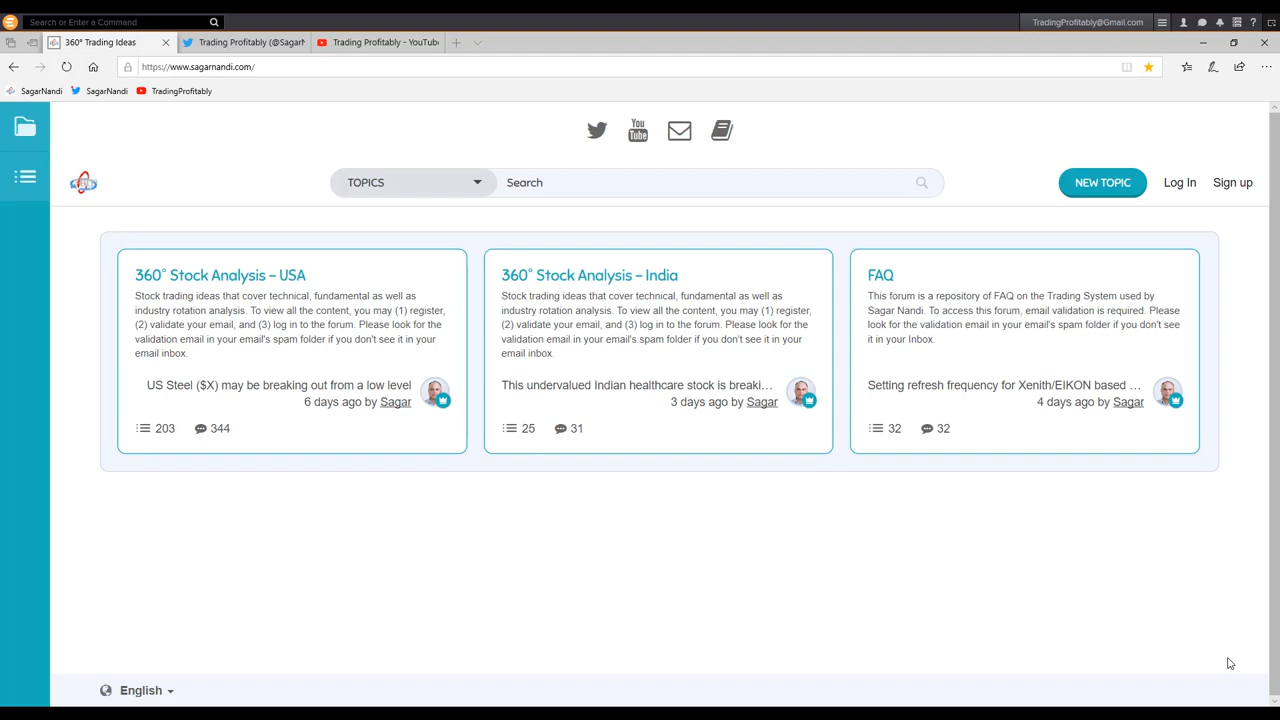 Search or Enter a Command
TradingProfitably@Gmail.com
360° Trading Ideas
Trading Profitably (@SagarN
Trading Profitably - YouTube
https://www.sagarnandi.com/
SagarNandi
SagarNandi
TradingProfitably
You
Tube
TOPICS
Search
NEW TOPIC
Log In
Sign up
360° Stock Analysis – USA
Stock trading ideas that cover technical, fundamental as well as
industry rotation analysis. To view all the content, you may (1) register,
(2) validate your email, and (3) log in to the forum. Please look for the
validation email in your email's spam folder if you don't see it in your
email inbox.
US Steel ($X) may be breaking out from a low level
6 days ago by Sagar
203
344
360° Stock Analysis – India
Stock trading ideas that cover technical, fundamental as well as
industry rotation analysis. To view all the content, you may (1) register,
(2) validate your email, and (3) log in to the forum. Please look for the
validation email in your email's spam folder if you don't see it in your
email inbox.
This undervalued Indian healthcare stock is breaki...
3 days ago by Sagar
25
31
FAQ
This forum is a repository of FAQ on the Trading System used by
Sagar Nandi. To access this forum, email validation is required. Please
look for the validation email in your email's spam folder if you don't see
it in your Inbox.
Setting refresh frequency for Xenith/EIKON based ...
4 days ago by Sagar
32
32
English